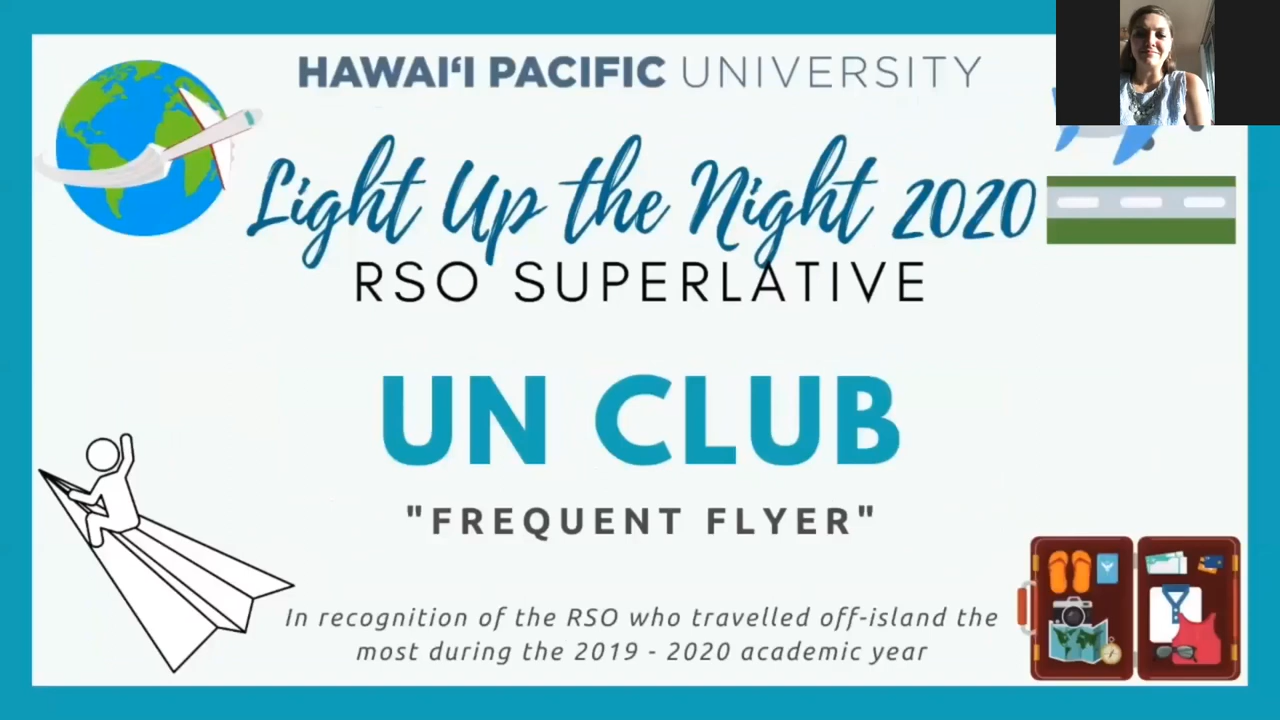 HAWAIʻI PACIFIC UNIVERSITY
Light Up the Night 2020
RSO SUPERLATIVE
UN CLUB
"FREQUENT FLYER"
In recognition of the RSO who travelled off-island the
most during the 2019 - 2020 academic year